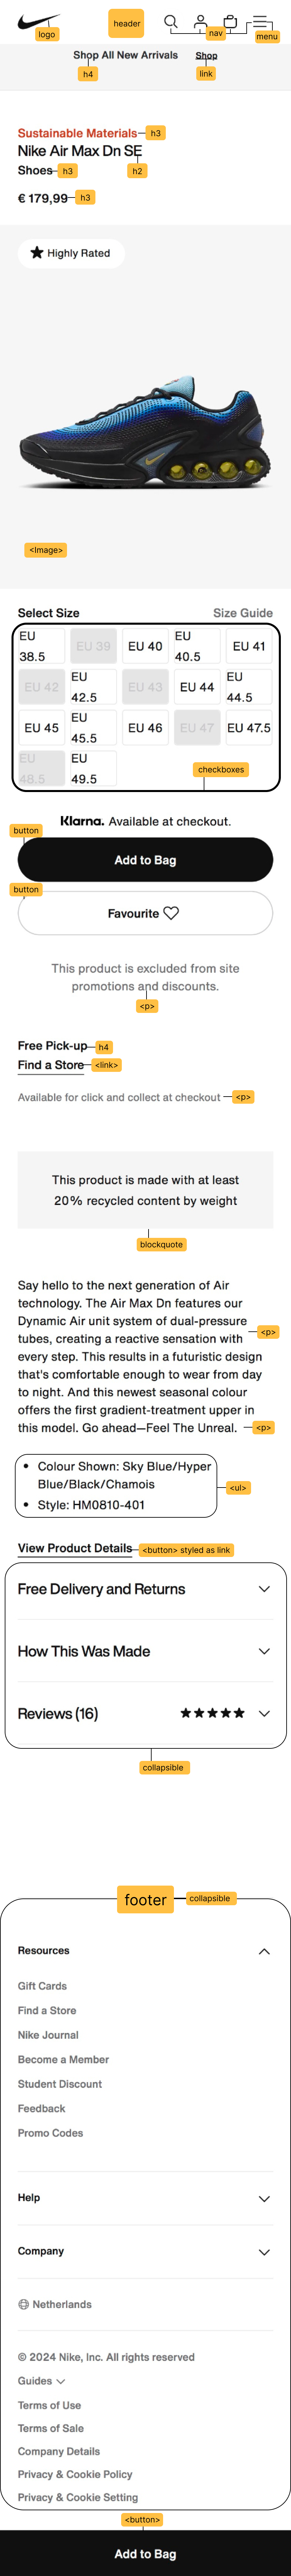 header
logo
nav
menu
Shop All New Arrivals Shop
h4 link
Sustainable Materials h3
Nike Air Max Dn SE
Shoes h3 h2
€ 179,99 h3
★ Highly Rated
<Image>
Select Size Size Guide
EU 38.5 EU 39 EU 40 EU 40.5 EU 41
EU 42 EU 42.5 EU 43 EU 44 EU 44.5
EU 45 EU 45.5 EU 46 EU 47 EU 47.5
EU 48.5 EU 49.5
checkboxes
Klarna. Available at checkout.
button
Add to Bag
button
Favourite
This product is excluded from site
promotions and discounts.
<p>
Free Pick-up h4
Find a Store <link>
Available for click and collect at checkout <p>
This product is made with at least
20% recycled content by weight
blockquote
Say hello to the next generation of Air
technology. The Air Max Dn features our
Dynamic Air unit system of dual-pressure
tubes, creating a reactive sensation with <p>
every step. This results in a futuristic design
that's comfortable enough to wear from day
to night. And this newest seasonal colour
offers the first gradient-treatment upper in
this model. Go ahead—Feel The Unreal. <p>
• Colour Shown: Sky Blue/Hyper
Blue/Black/Chamois <ul>
• Style: HM0810-401
View Product Details <button> styled as link
Free Delivery and Returns
How This Was Made
Reviews (16) ★★★★★
collapsible
footer collapsible
Resources
Gift Cards
Find a Store
Nike Journal
Become a Member
Student Discount
Feedback
Promo Codes
Help
Company
Netherlands
© 2024 Nike, Inc. All rights reserved
Guides
Terms of Use
Terms of Sale
Company Details
Privacy & Cookie Policy
Privacy & Cookie Setting
<button>
Add to Bag